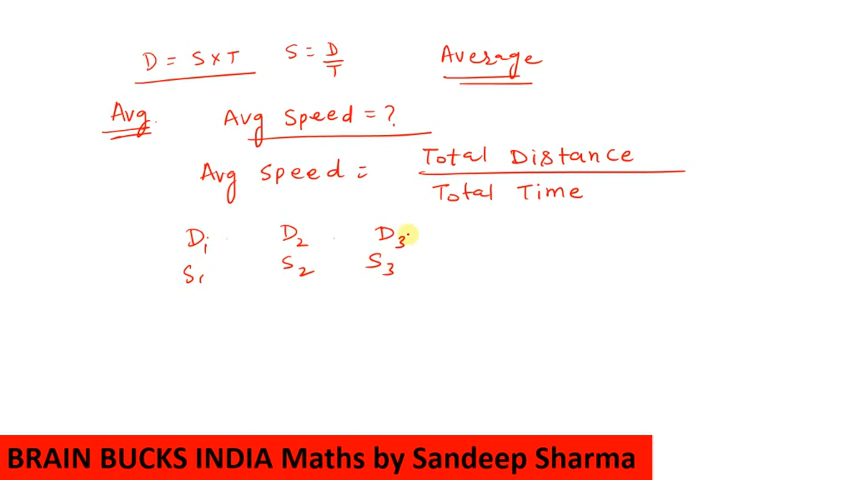 D = S×T S = D/T Average
Avg. Avg Speed = ?
Avg Speed = Total Distance
Total Time
D1 D2 D3
S1 S2 S3
BRAIN BUCKS INDIA Maths by Sandeep Sharma